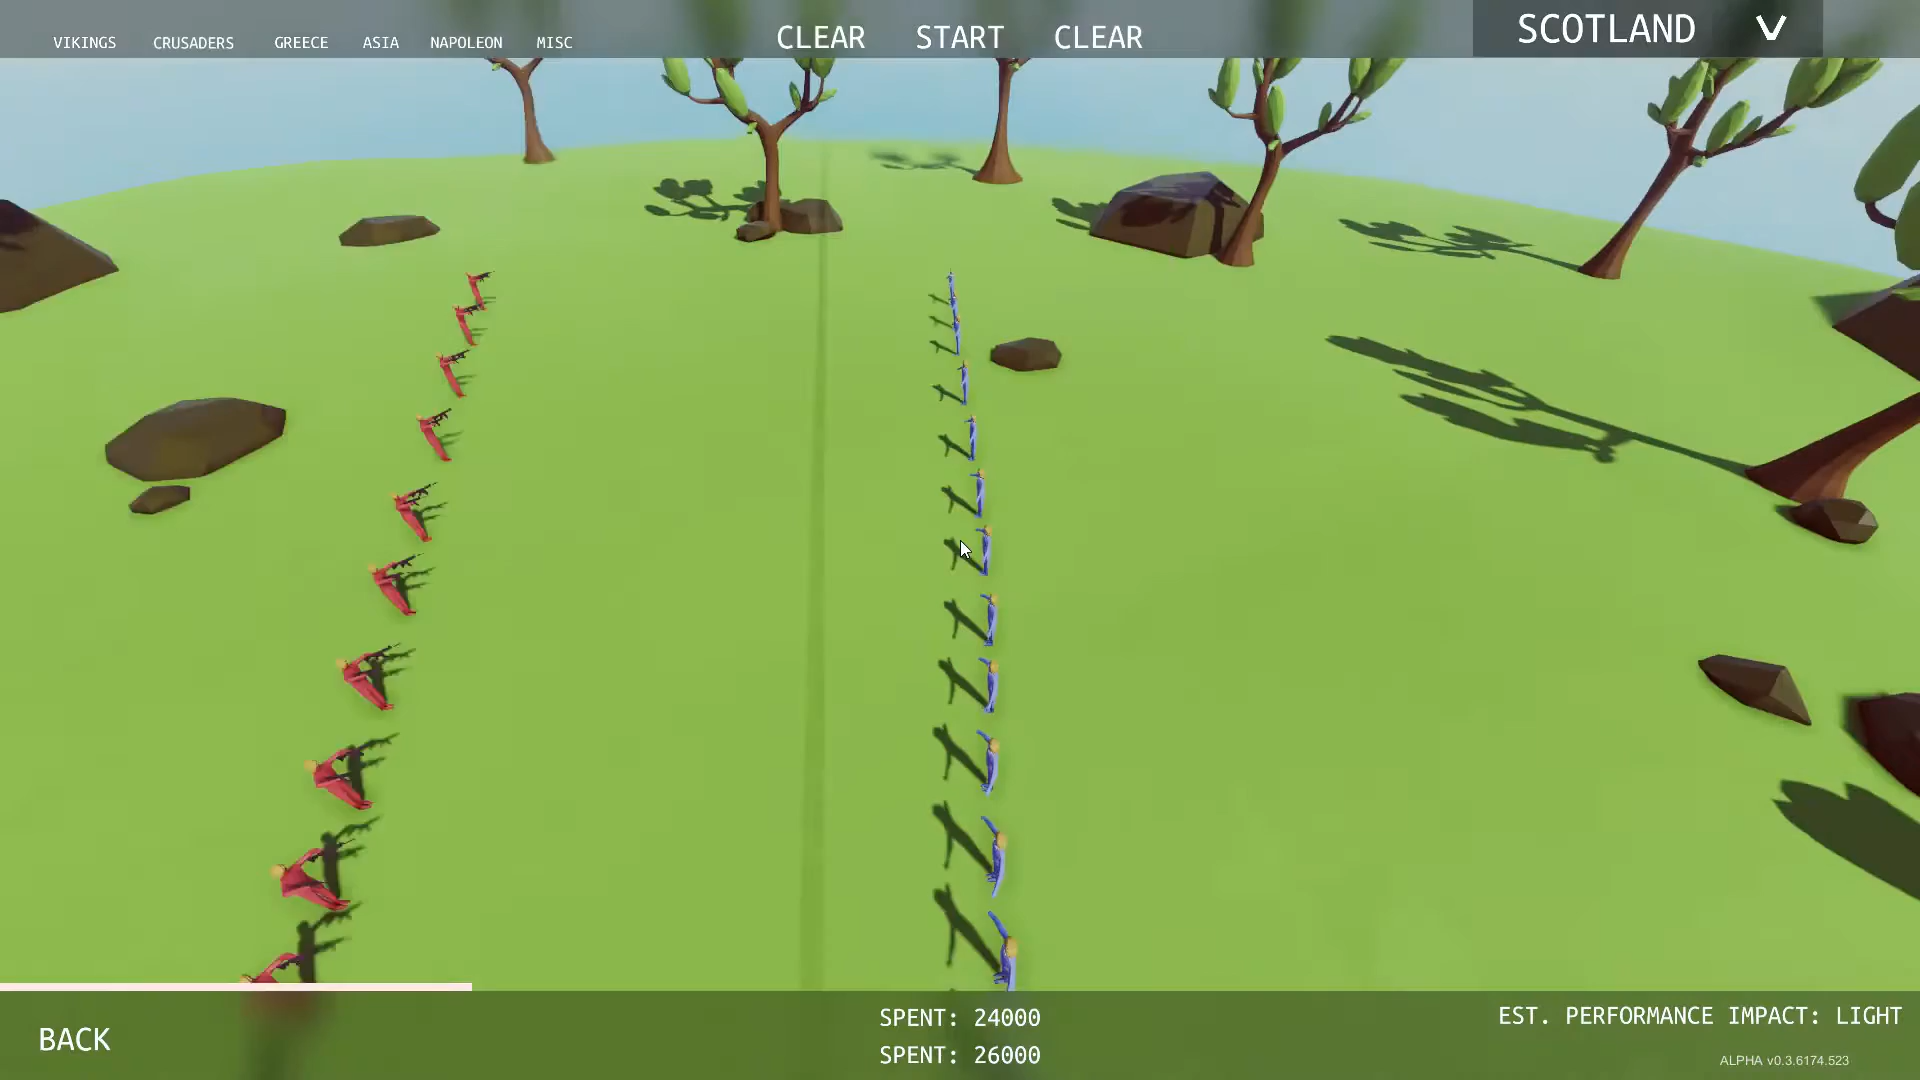 VIKINGS CRUSADERS GREECE ASIA NAPOLEON MISC
CLEAR START CLEAR
SCOTLAND V
BACK
SPENT: 24000
SPENT: 26000
EST. PERFORMANCE IMPACT: LIGHT
ALPHA v0.3.6174.523